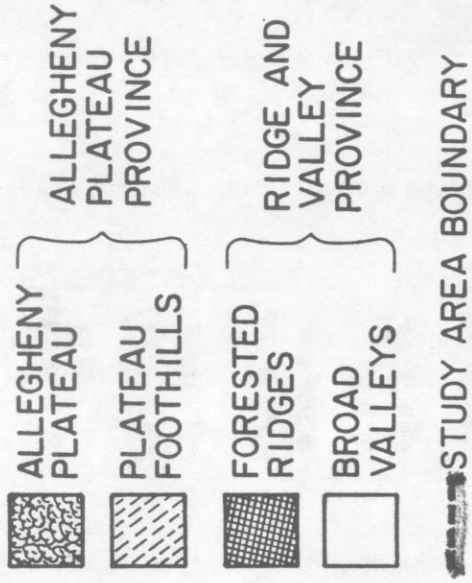 ALLEGHENY
PLATEAU
PLATEAU
FOOTHILLS
ALLEGHENY
PLATEAU
PROVINCE
FORESTED
RIDGES
BROAD
VALLEYS
RIDGE AND
VALLEY
PROVINCE
STUDY AREA BOUNDARY